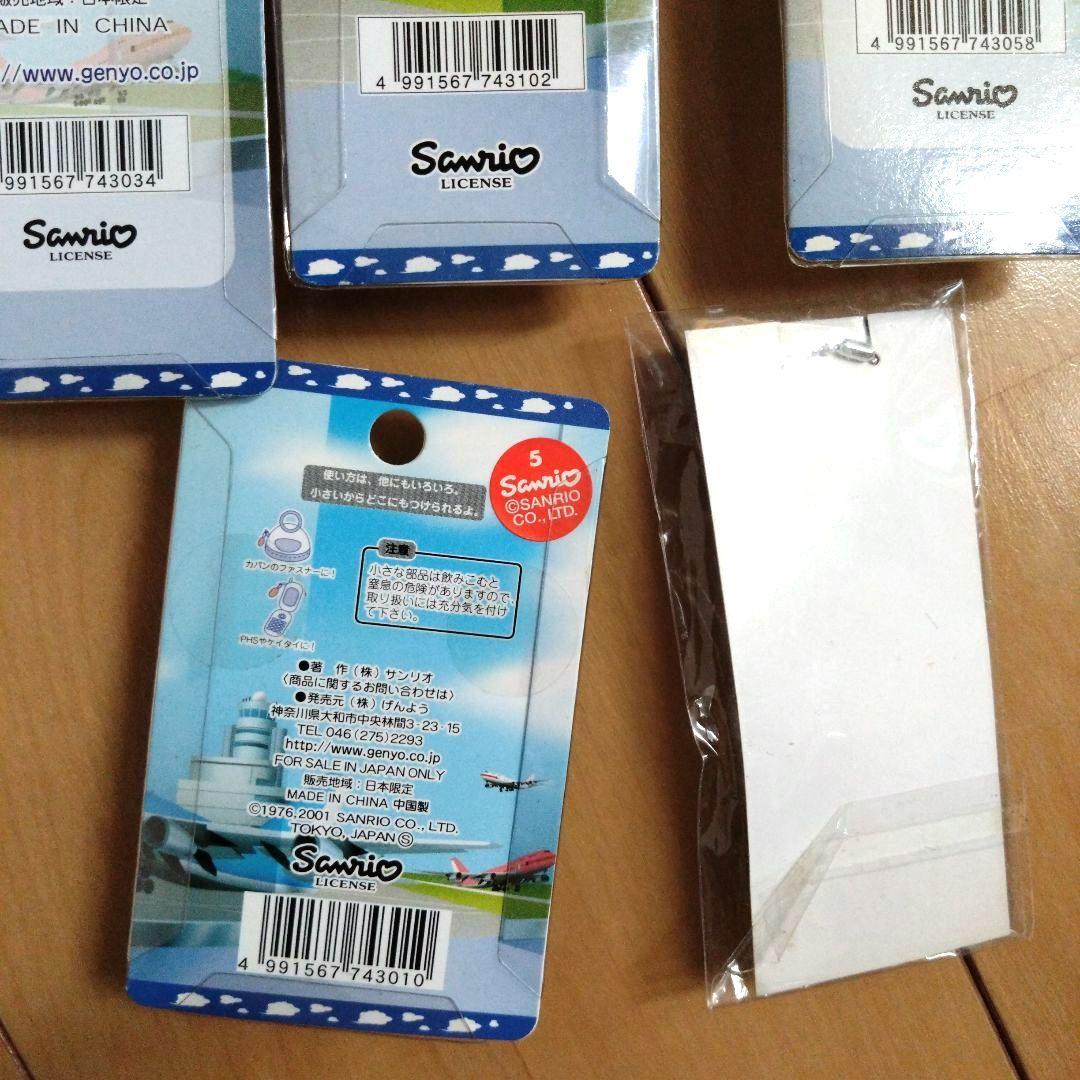 販売地域：日本限定
MADE IN CHINA
//www.genyo.co.jp
991567 743034
Sanrio
LICENSE
4 991567 743102
Sanrio
LICENSE
4 991567 743058
Sanrio
LICENSE
使い方は、他にもいろいろ。
小さいからどこにもつけられるよ。
5
Sanrio
©SANRIO
CO., LTD.
カバンのファスナーに！
PHSやケイタイに！
注意
小さな部品は飲みこむと
窒息の危険がありますので、
取り扱いには充分気を付け
て下さい。
●著 作（株）サンリオ
〈商品に関するお問い合わせは〉
●発売元（株）げんよう
神奈川県大和市中央林間3-23-15
TEL 046(275)2293
http://www.genyo.co.jp
FOR SALE IN JAPAN ONLY
販売地域：日本限定
MADE IN CHINA 中国製
©1976,2001 SANRIO CO., LTD.
TOKYO, JAPAN Ⓢ
Sanrio
LICENSE
4 991567 743010